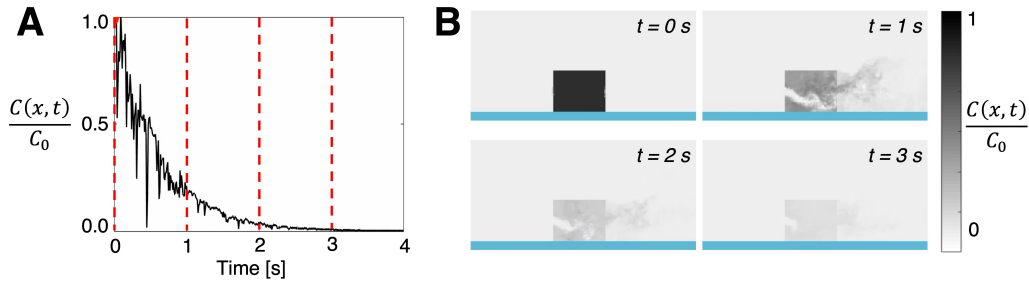 A
C(x, t)
C₀
1.0
0.5
0.0
0
1
2
3
4
Time [s]
B
t = 0 s
t = 1 s
t = 2 s
t = 3 s
1
C(x, t)
C₀
0